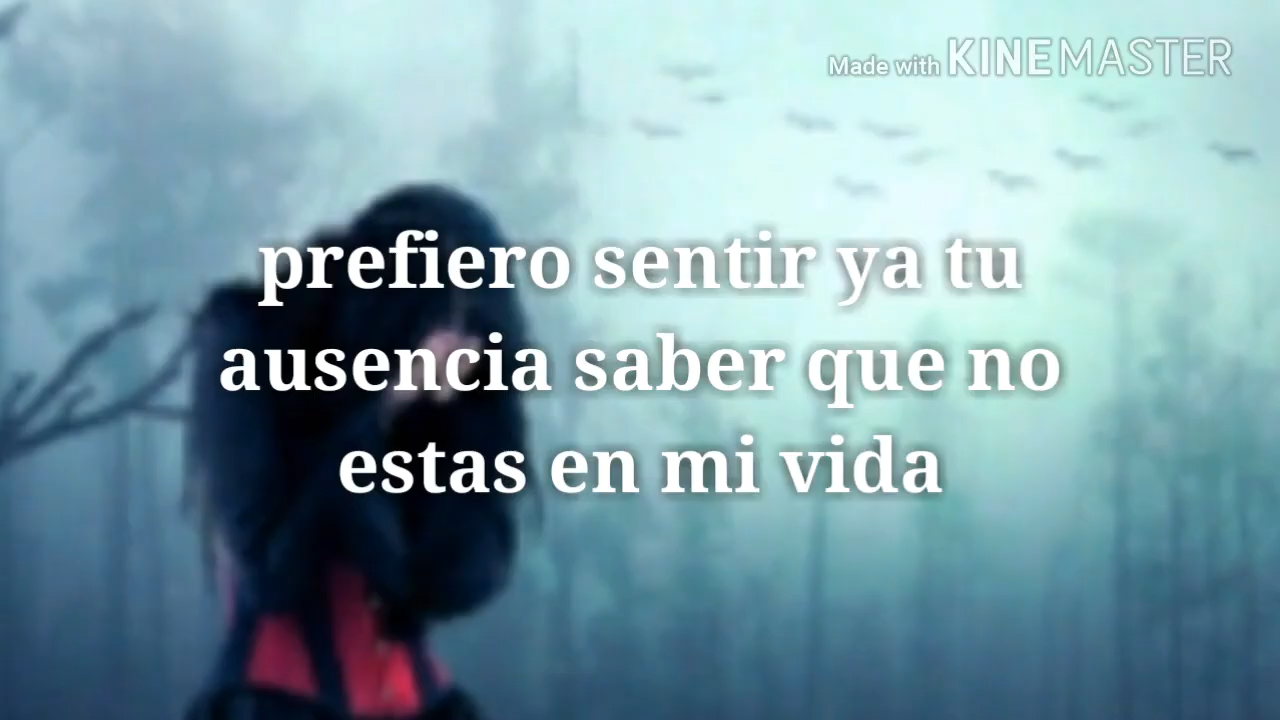 Made with KINEMASTER
prefiero sentir ya tu
ausencia saber que no
estas en mi vida